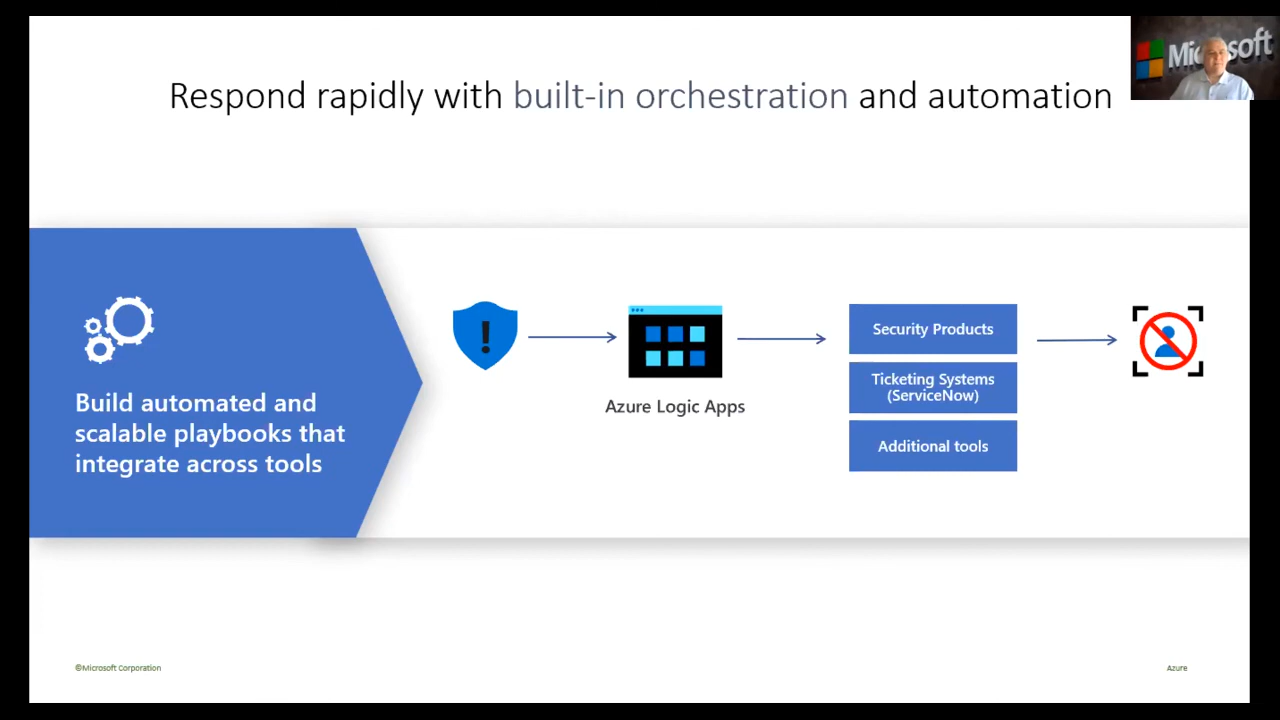 Respond rapidly with built-in orchestration and automation
Microsoft
Build automated and
scalable playbooks that
integrate across tools
Azure Logic Apps
Security Products
Ticketing Systems
(ServiceNow)
Additional tools
©Microsoft Corporation
Azure